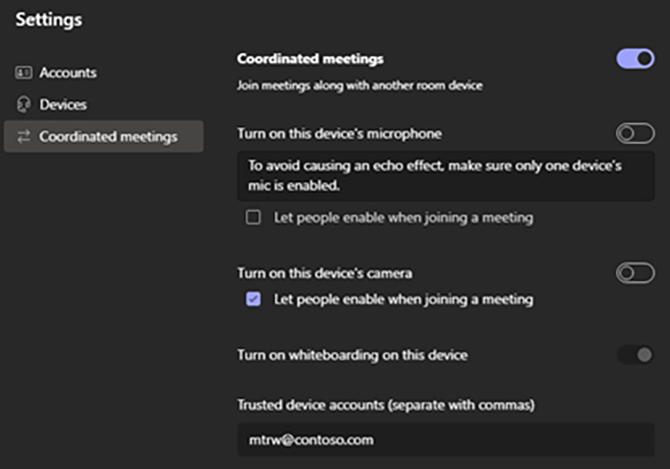 Settings
Accounts
Devices
Coordinated meetings
Coordinated meetings
Join meetings along with another room device
Turn on this device's microphone
To avoid causing an echo effect, make sure only one device's
mic is enabled.
Let people enable when joining a meeting
Turn on this device's camera
Let people enable when joining a meeting
Turn on whiteboarding on this device
Trusted device accounts (separate with commas)
mtrw@contoso.com